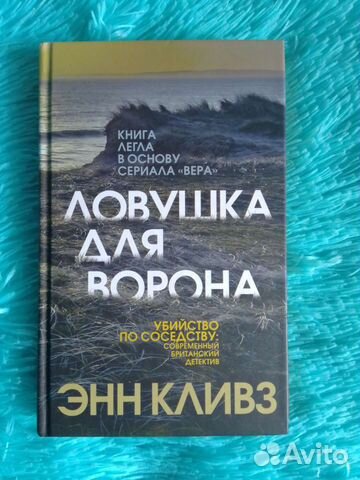 КНИГА
ЛЕГЛА
В ОСНОВУ
СЕРИАЛА «ВЕРА»
ЛОВУШКА
ДЛЯ
ВОРОНА
УБИЙСТВО
ПО СОСЕДСТВУ:
СОВРЕМЕННЫЙ
БРИТАНСКИЙ
ДЕТЕКТИВ
ЭНН КЛИВЗ
Avito